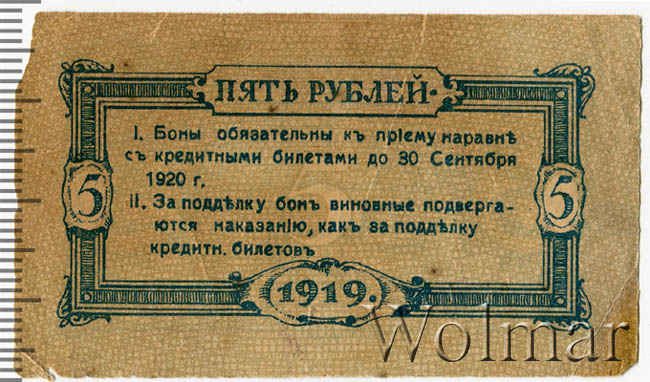 ПЯТЬ РУБЛЕЙ·
I. Боны обязательны къ пріему наравнѣ
съ кредитными билетами до 30 Сентября
1920 г.
II. За поддѣлку бонъ виновные подверга-
ются наказанію, какъ за поддѣлку
кредитн. билетовъ
5
5
1919.
Wolmar